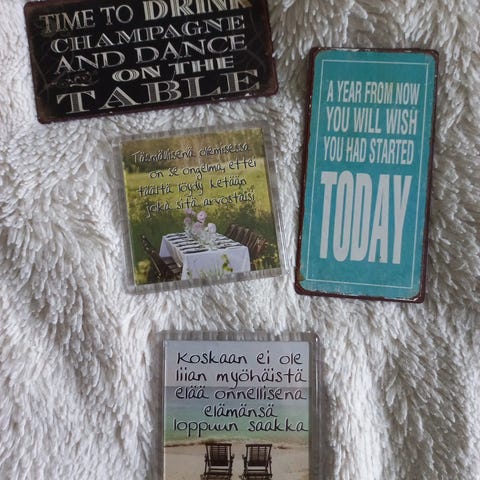 TIME TO DRINK
CHAMPAGNE
AND DANCE
ON THE
TABLE
A YEAR FROM NOW
YOU WILL WISH
YOU HAD STARTED
TODAY
Täsmällisenä olemisessa
on se ongelma, ettei
täältä löydy ketään
joka sitä arvostaisi
Koskaan ei ole
liian myöhäistä
elää onnellisena
elämänsä
loppuun saakka